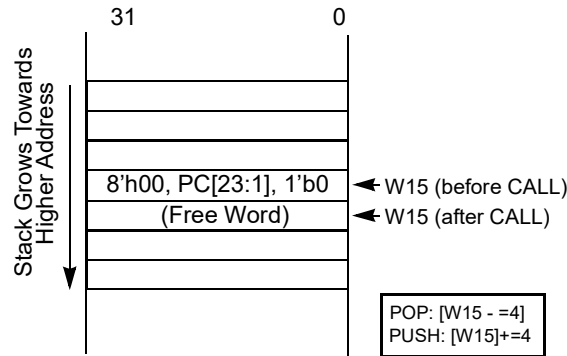 31 0
Stack Grows Towards
Higher Address
8'h00, PC[23:1], 1'b0
W15 (before CALL)
(Free Word)
W15 (after CALL)
POP: [W15 - =4]
PUSH: [W15]+=4